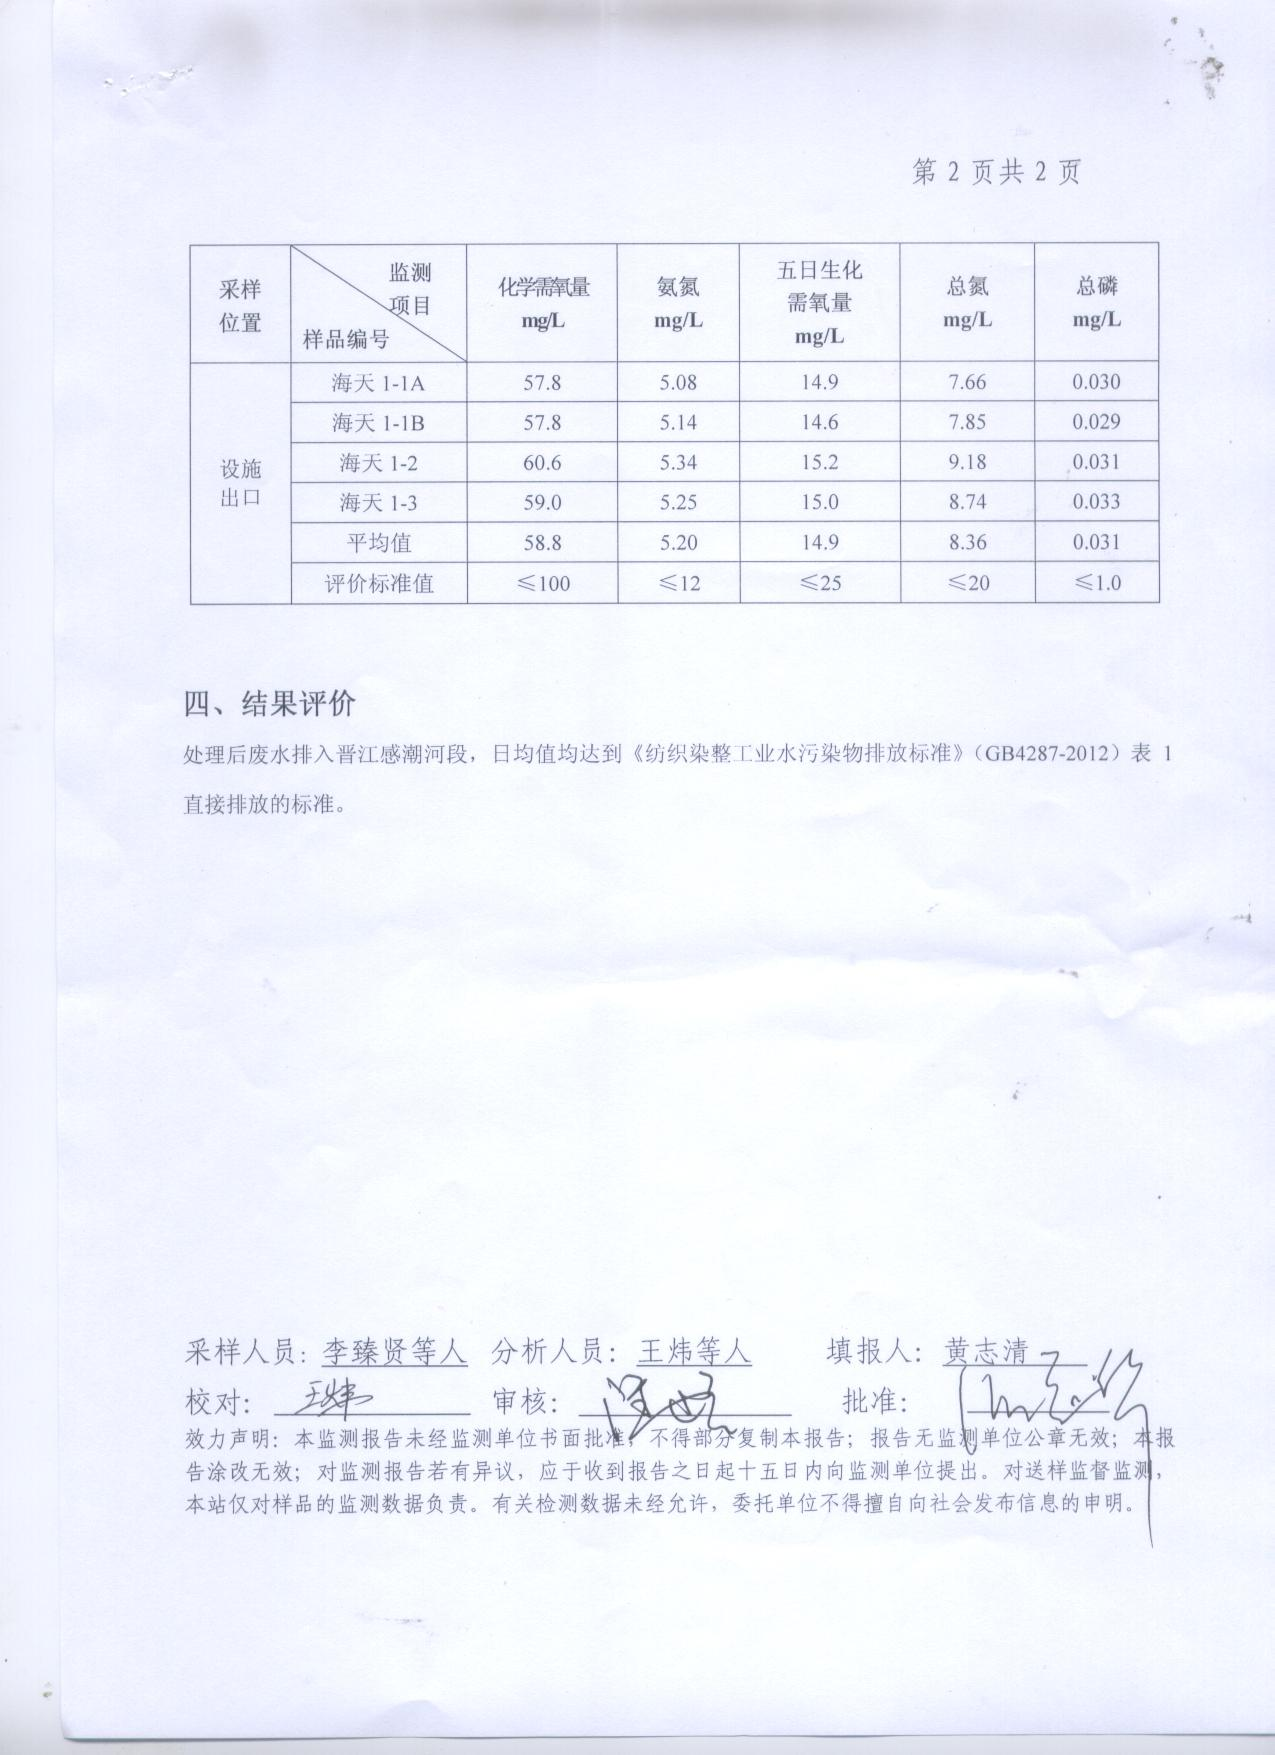 第 2 页共 2 页
采样位置 监测项目 样品编号 化学需氧量 mg/L 氨氮 mg/L 五日生化需氧量 mg/L 总氮 mg/L 总磷 mg/L
设施出口 海天 1-1A 57.8 5.08 14.9 7.66 0.030
海天 1-1B 57.8 5.14 14.6 7.85 0.029
海天 1-2 60.6 5.34 15.2 9.18 0.031
海天 1-3 59.0 5.25 15.0 8.74 0.033
平均值 58.8 5.20 14.9 8.36 0.031
评价标准值 ≤100 ≤12 ≤25 ≤20 ≤1.0
四、结果评价
处理后废水排入晋江感潮河段，日均值均达到《纺织染整工业水污染物排放标准》（GB4287-2012）表 1
直接排放的标准。
采样人员：李臻贤等人 分析人员：王炜等人 填报人：黄志清
校对：王炜 审核： 批准：
效力声明：本监测报告未经监测单位书面批准，不得部分复制本报告；报告无监测单位公章无效；本报
告涂改无效；对监测报告若有异议，应于收到报告之日起十五日内向监测单位提出。对送样监督监测，
本站仅对样品的监测数据负责。有关检测数据未经允许，委托单位不得擅自向社会发布信息的申明。